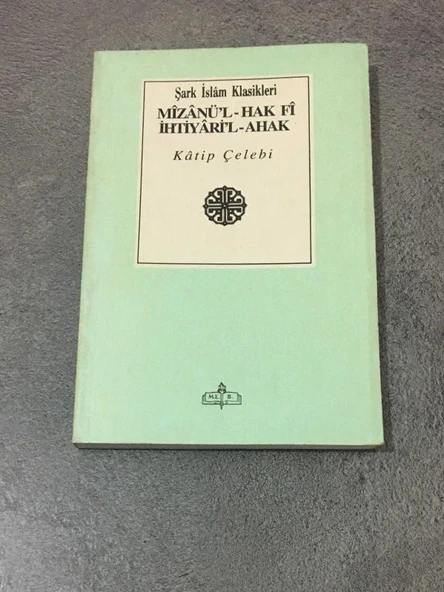 Şark İslâm Klasikleri
MÎZÂNÜ'L-HAK FÎ
İHTİYÂRİ'L-AHAK
Kâtip Çelebi
M.E. B.